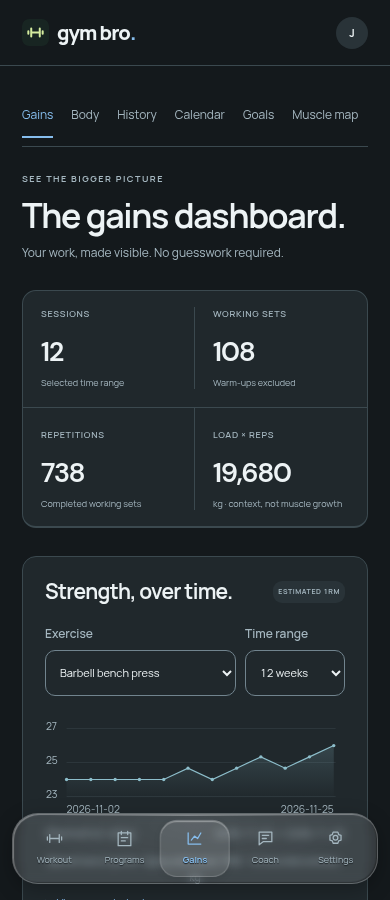 gym bro.
J
Gains Body History Calendar Goals Muscle map
SEE THE BIGGER PICTURE
The gains dashboard.
Your work, made visible. No guesswork required.
SESSIONS
12
Selected time range
WORKING SETS
108
Warm-ups excluded
REPETITIONS
738
Completed working sets
LOAD × REPS
19,680
kg · context, not muscle growth
Strength, over time.
ESTIMATED 1RM
Exercise
Time range
Barbell bench press
12 weeks
27
25
23
2026-11-02
2026-11-25
Workout
Programs
Gains
Coach
Settings